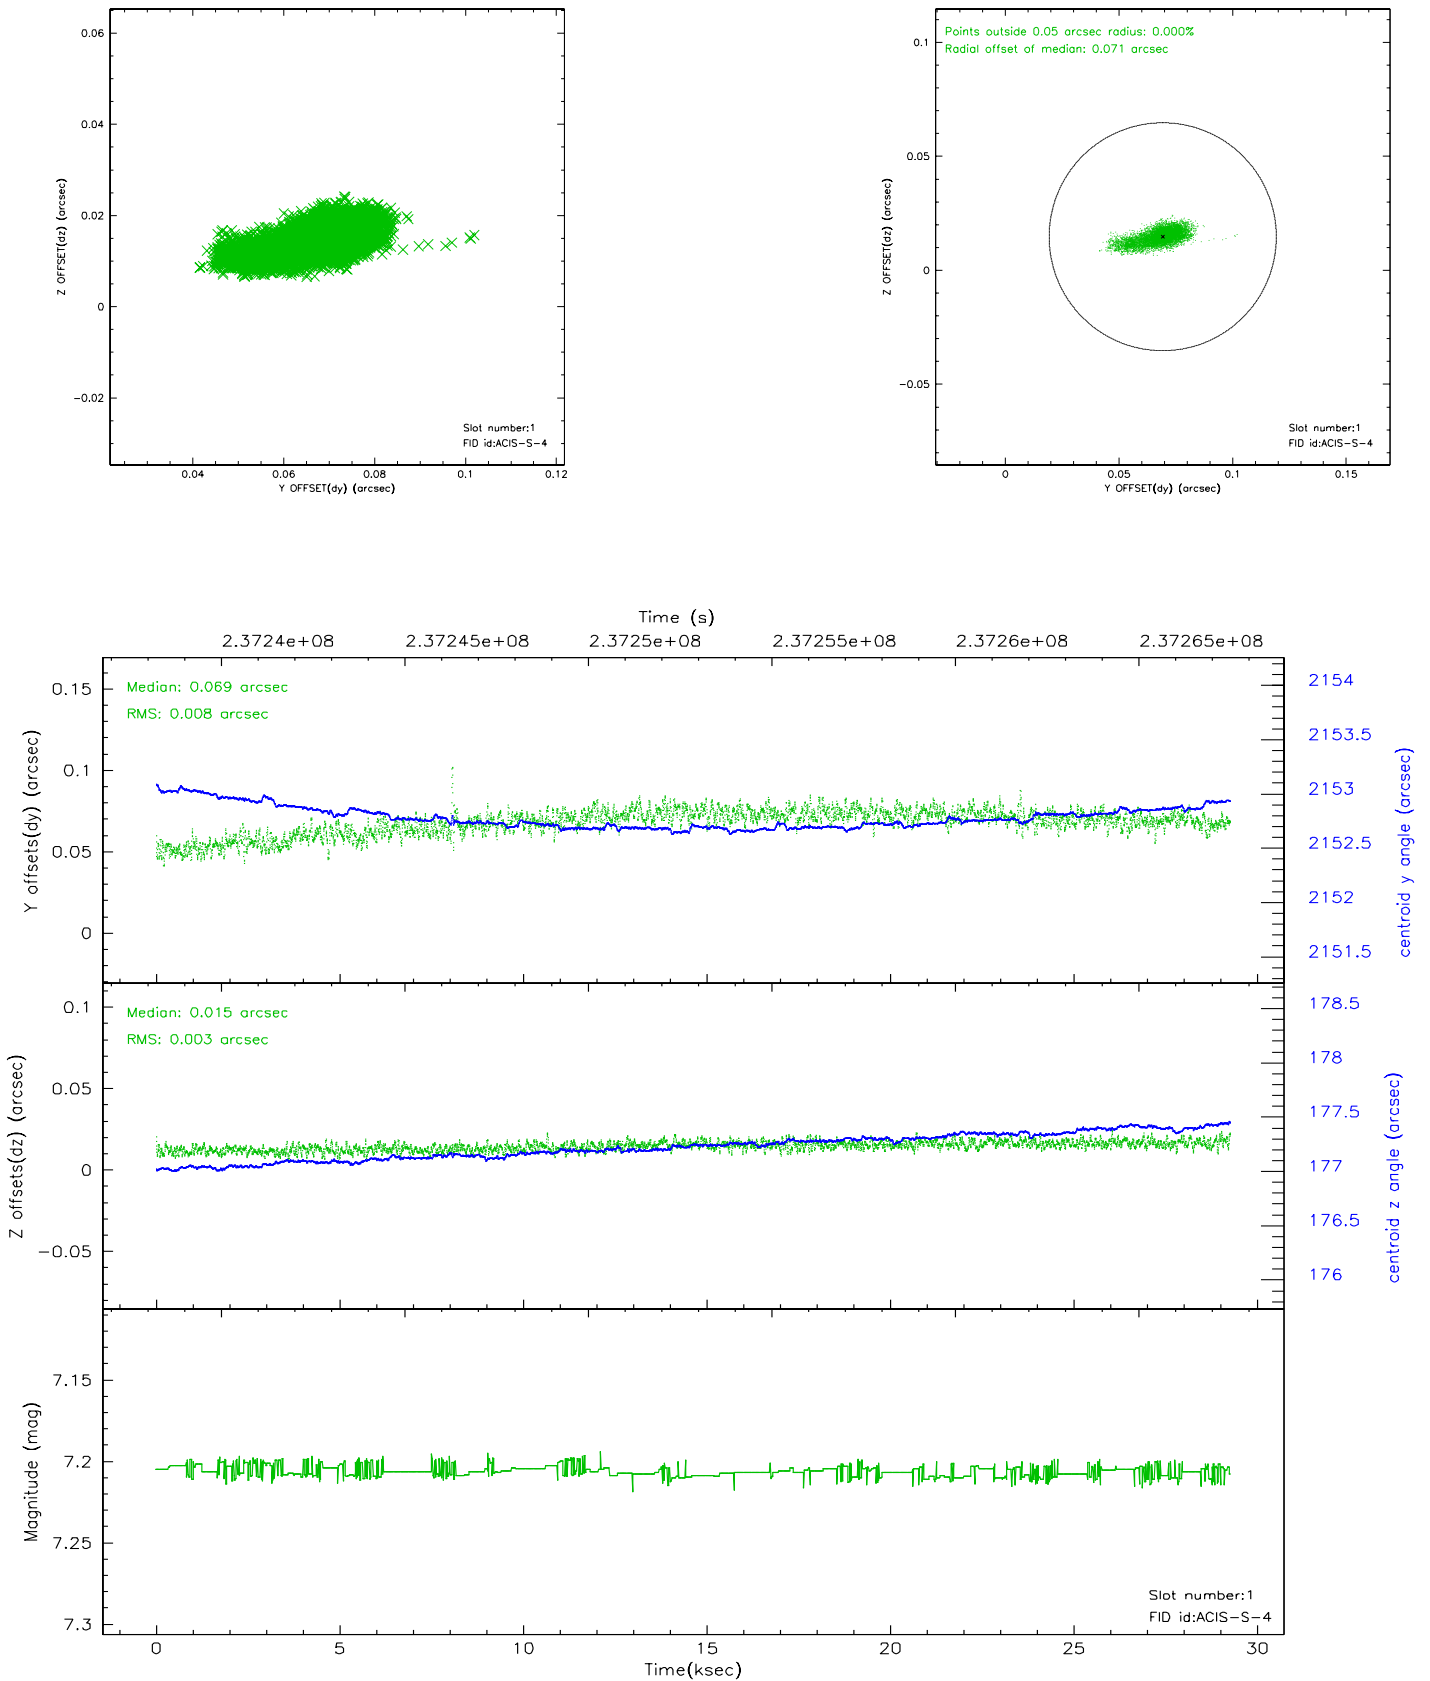 0.06
0.04
0.02
0
−0.02
Z OFFSET(dz) (arcsec)
Slot number:1
FID id:ACIS−S−4
0.04 0.06 0.08 0.1 0.12
Y OFFSET(dy) (arcsec)
Points outside 0.05 arcsec radius: 0.000%
Radial offset of median: 0.071 arcsec
0.1
0.05
0
−0.05
Z OFFSET(dz) (arcsec)
Slot number:1
FID id:ACIS−S−4
0 0.05 0.1 0.15
Y OFFSET(dy) (arcsec)
Time (s)
2.3724e+08 2.37245e+08 2.3725e+08 2.37255e+08 2.3726e+08 2.37265e+08
Median: 0.069 arcsec
RMS: 0.008 arcsec
0.15
0.1
0.05
0
Y offsets(dy) (arcsec)
2154
2153.5
2153
2152.5
2152
2151.5
centroid y angle (arcsec)
Median: 0.015 arcsec
RMS: 0.003 arcsec
0.1
0.05
0
−0.05
Z offsets(dz) (arcsec)
178.5
178
177.5
177
176.5
176
centroid z angle (arcsec)
7.15
7.2
7.25
7.3
Magnitude (mag)
Slot number:1
FID id:ACIS−S−4
0 5 10 15 20 25 30
Time(ksec)